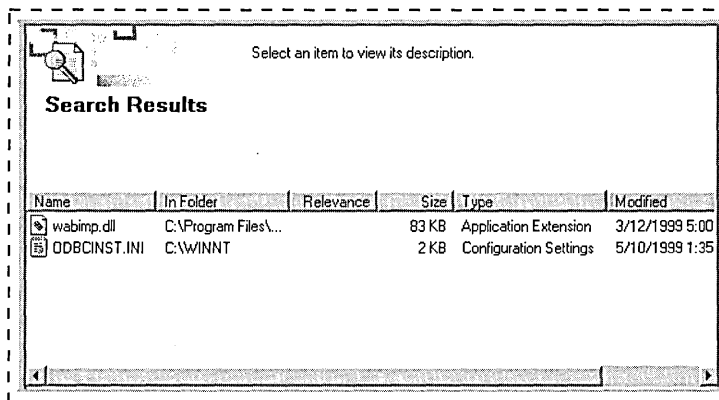 Select an item to view its description.
Search Results
Name In Folder Relevance Size Type Modified
wabimp.dll C:\Program Files\... 83 KB Application Extension 3/12/1999 5:00
ODBCINST.INI C:\WINNT 2 KB Configuration Settings 5/10/1999 1:35